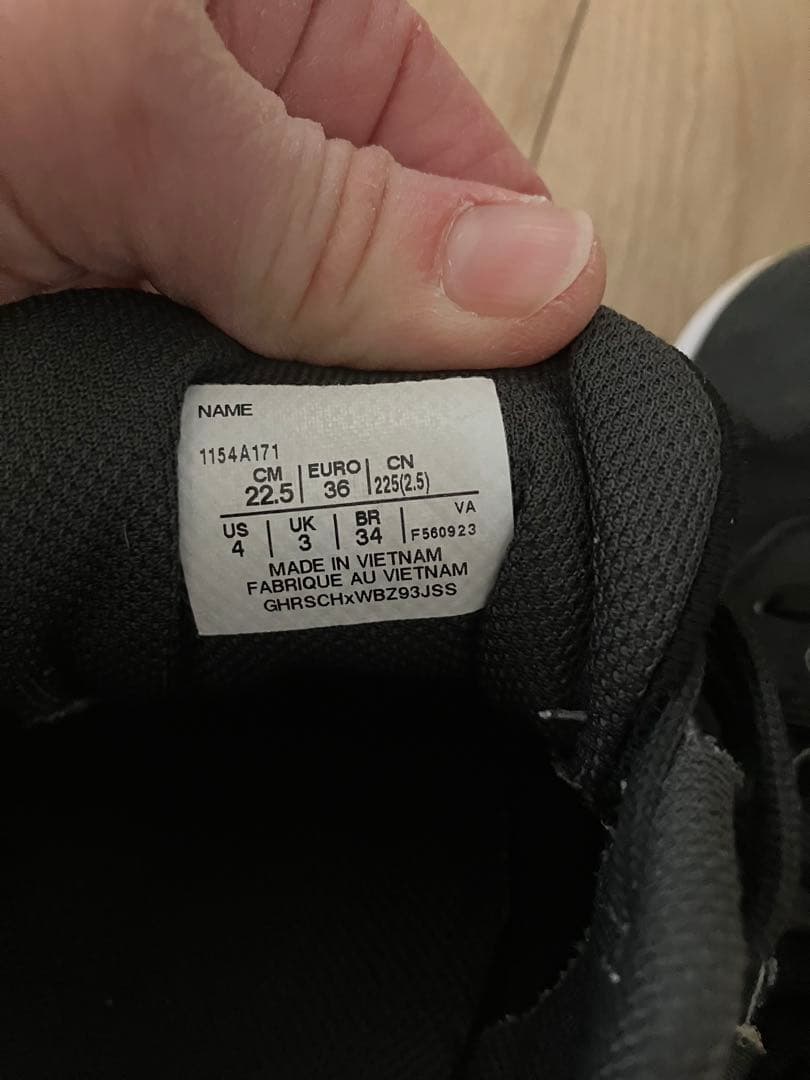 NAME
1154A171
CM 22.5 | EURO 36 | CN 225(2.5)
US 4 | UK 3 | BR 34 | VA F560923
MADE IN VIETNAM
FABRIQUE AU VIETNAM
GHRSCHxWBZ93JSS